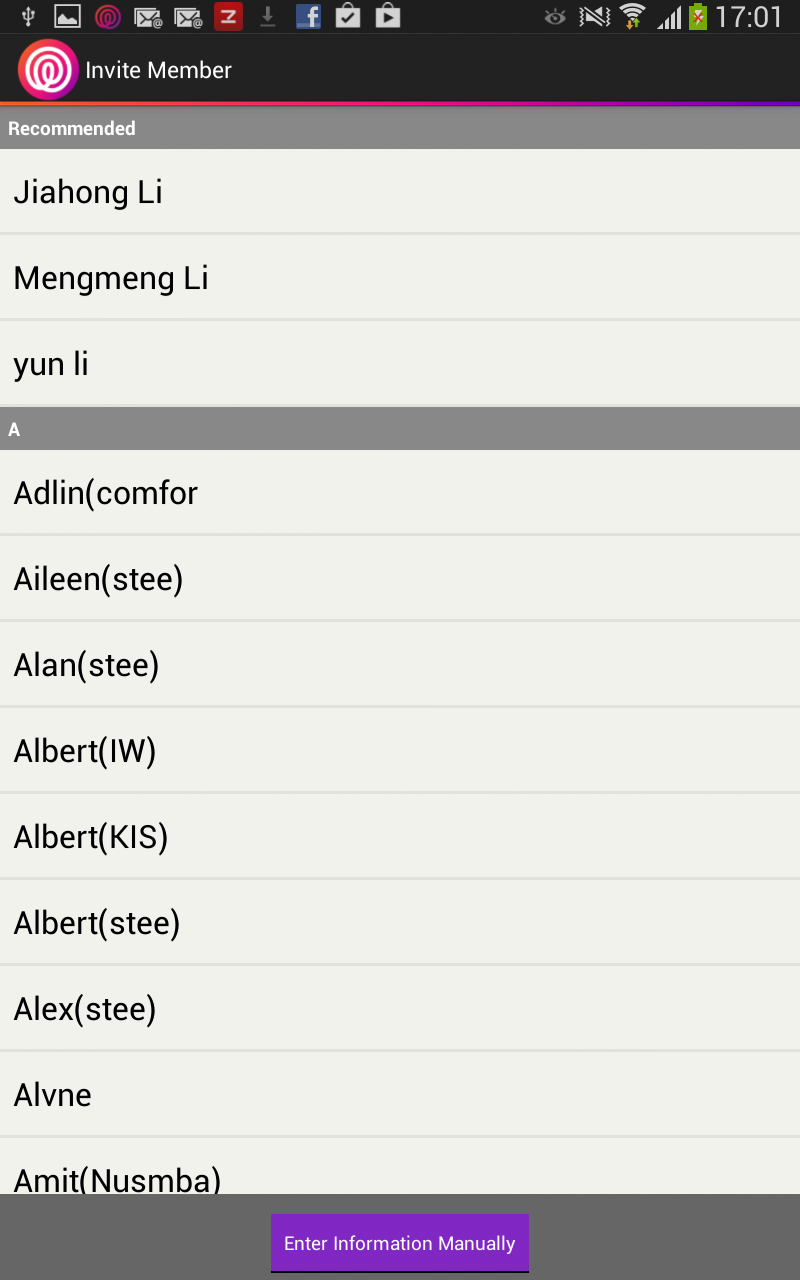 17:01
Invite Member
Recommended
Jiahong Li
Mengmeng Li
yun li
A
Adlin(comfor
Aileen(stee)
Alan(stee)
Albert(IW)
Albert(KIS)
Albert(stee)
Alex(stee)
Alvne
Amit(Nusmba)
Enter Information Manually